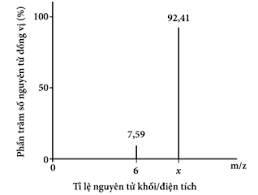 Phần trăm số nguyên tử đồng vị (%)
100
92,41
50
7,59
0
6
x
m/z
Tỉ lệ nguyên tử khối/điện tích